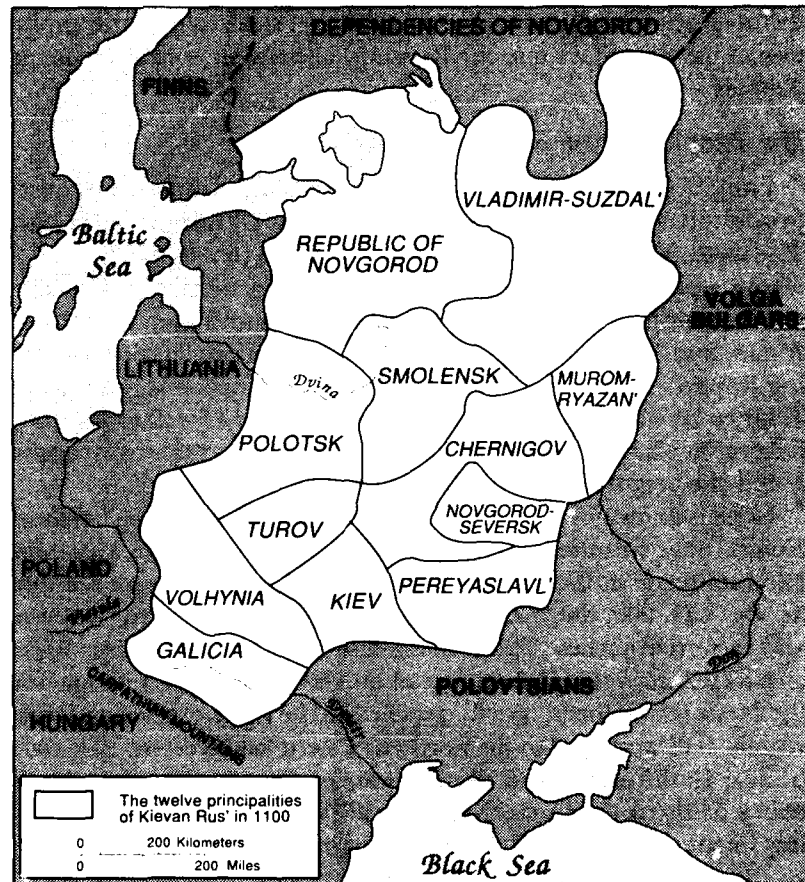 DEPENDENCIES OF NOVGOROD
FINNS
VLADIMIR-SUZDAL'
Baltic
Sea
REPUBLIC OF
NOVGOROD
VOLGA
BULGARS
LITHUANIA
Dvina
SMOLENSK
MUROM-
RYAZAN'
POLOTSK
CHERNIGOV
NOVGOROD-
SEVERSK
TUROV
POLAND
Vistula
VOLHYNIA
KIEV
PEREYASLAVL'
GALICIA
Don
POLOVTSIANS
CARPATHIAN MOUNTAINS
HUNGARY
Dniestr
The twelve principalities
of Kievan Rus' in 1100
0 200 Kilometers
0 200 Miles
Black Sea